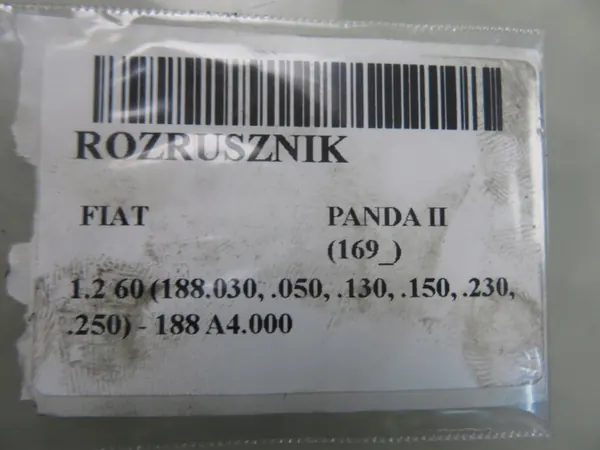 ROZRUSZNIK
FIAT PANDA II
(169_)
1.2 60 (188.030, .050, .130, .150, .230,
.250) - 188 A4.000